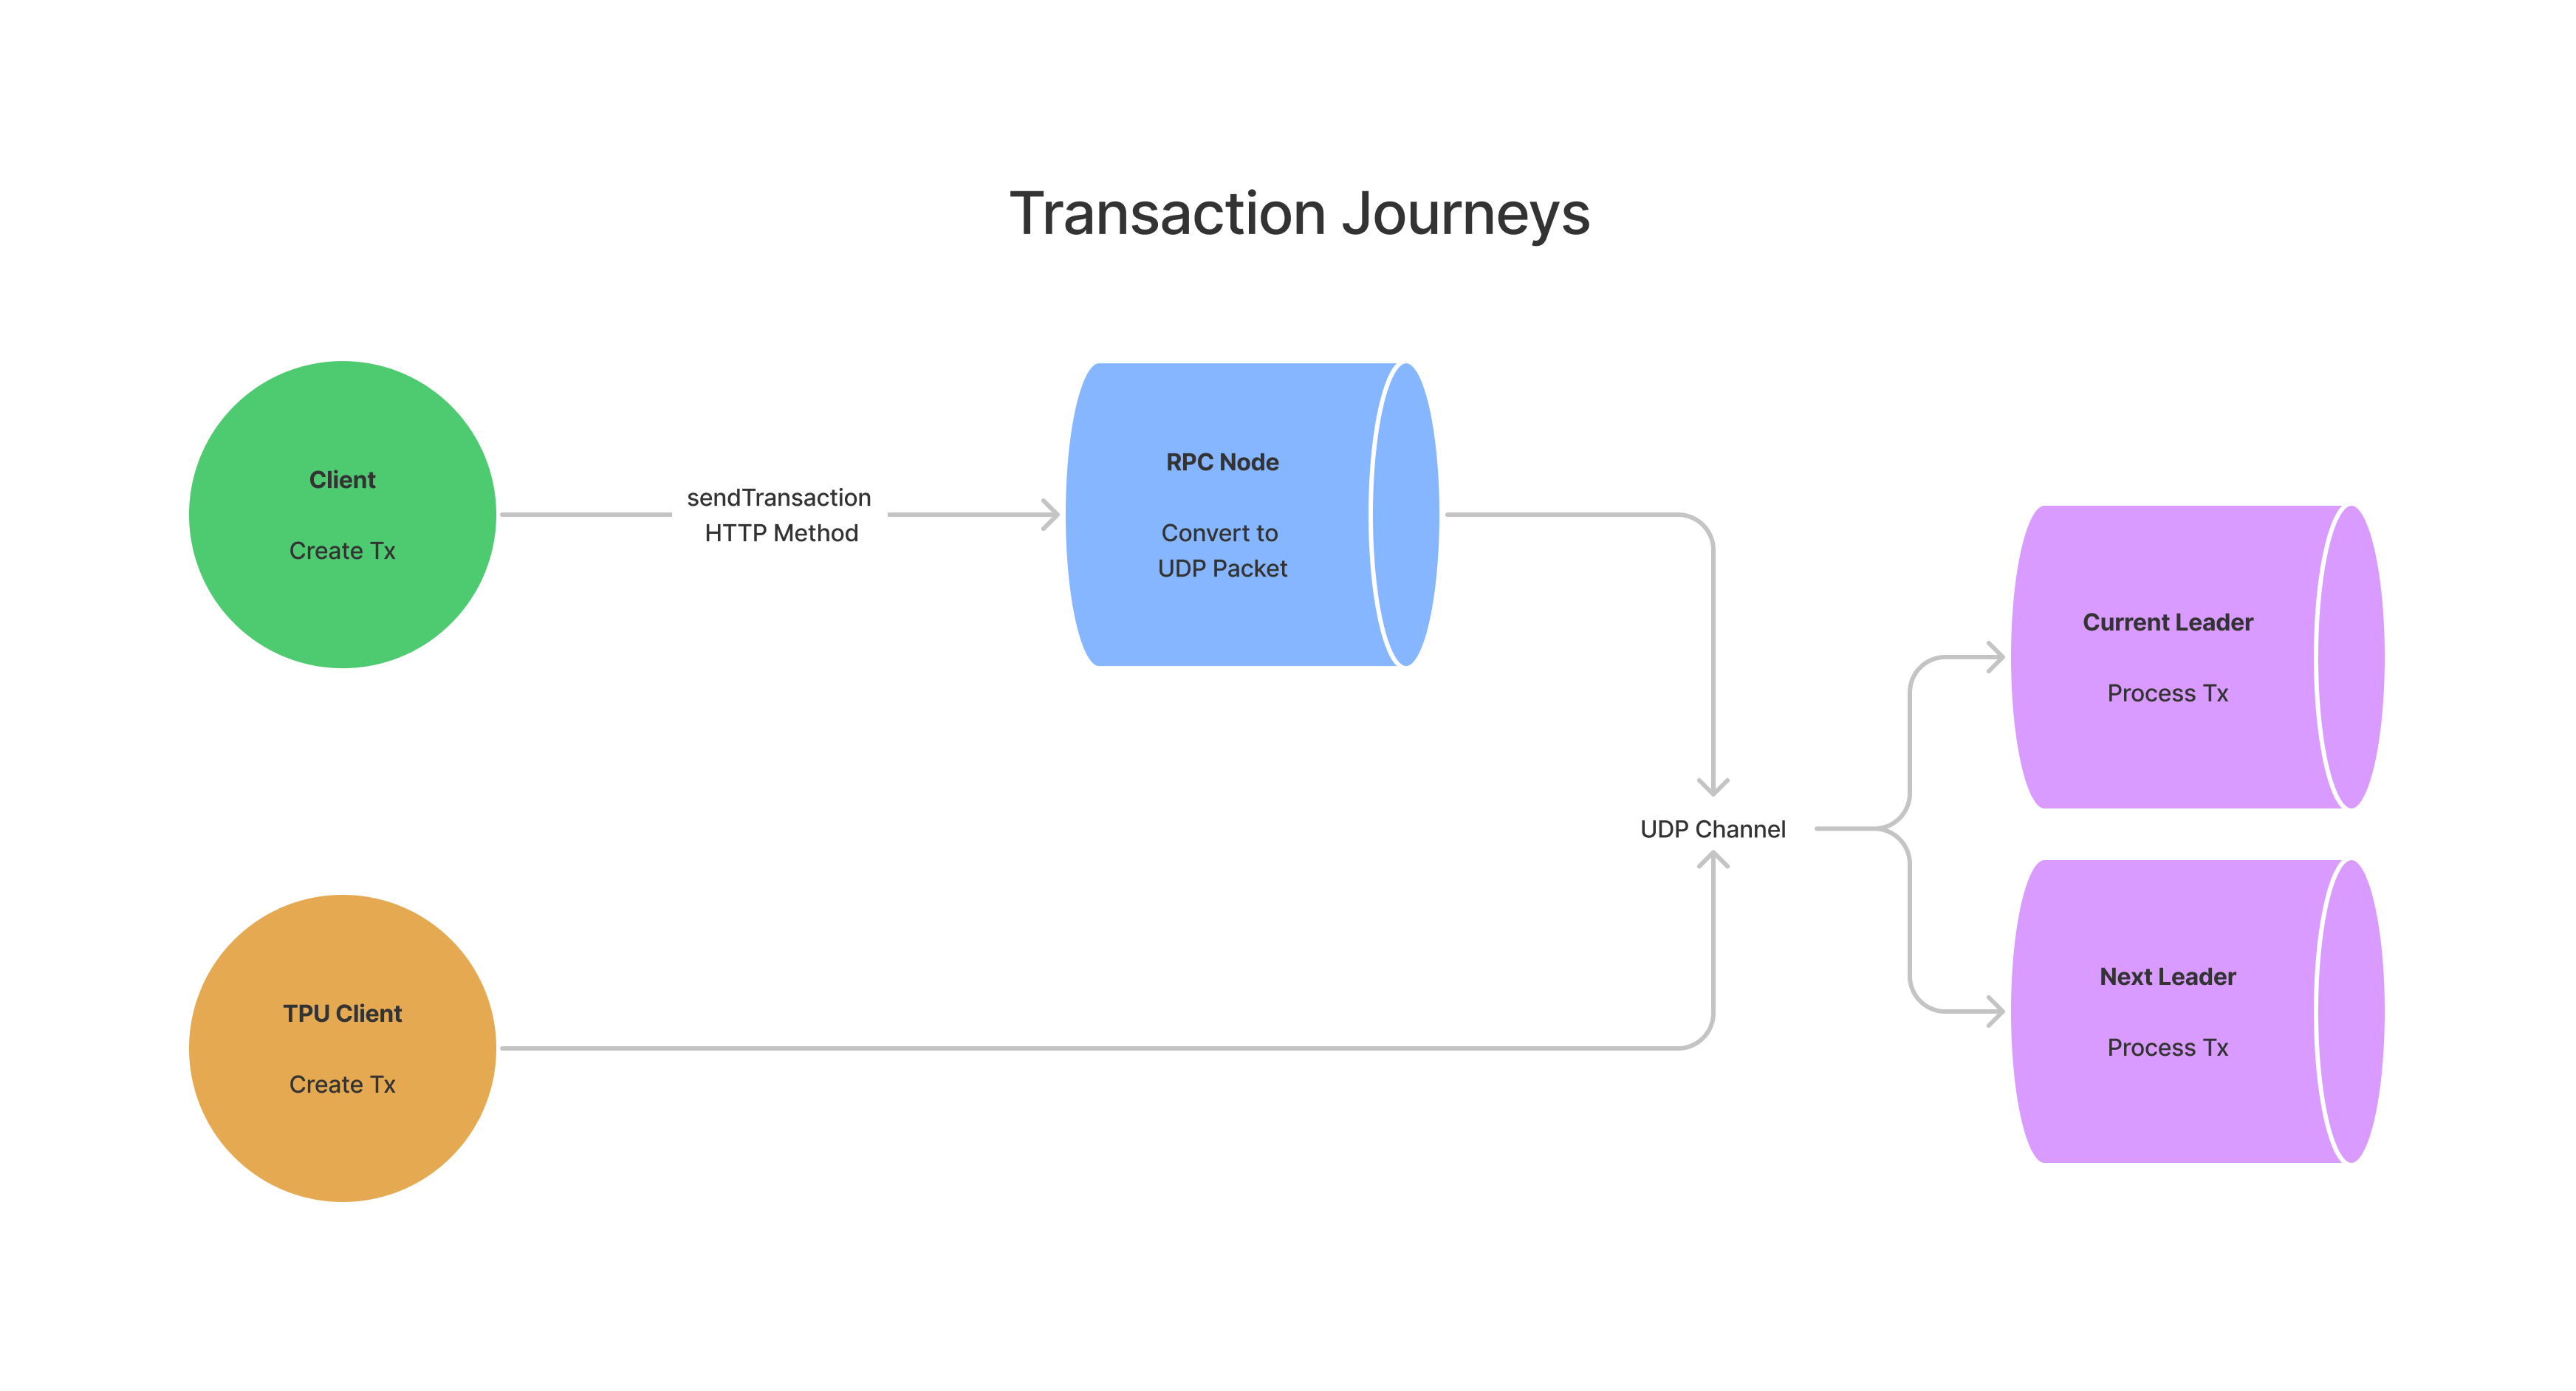 Transaction Journeys
Client
Create Tx
sendTransaction
HTTP Method
RPC Node
Convert to
UDP Packet
Current Leader
Process Tx
UDP Channel
Next Leader
Process Tx
TPU Client
Create Tx